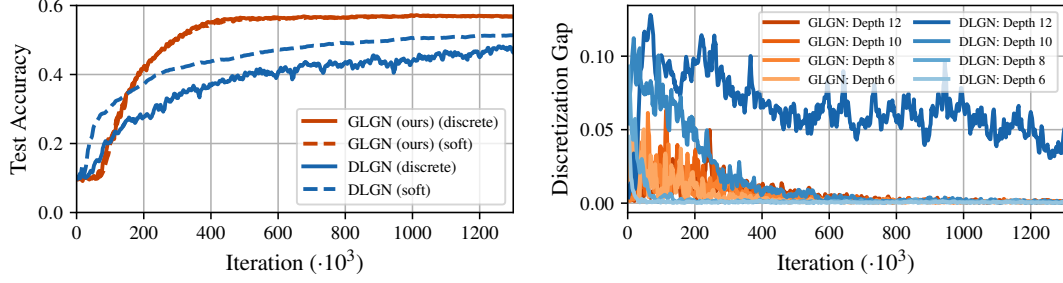 Test Accuracy
0.6
0.4
0.2
0.0
GLGN (ours) (discrete)
GLGN (ours) (soft)
DLGN (discrete)
DLGN (soft)
0 200 400 600 800 1000 1200
Iteration (·10³)
Discretization Gap
0.10
0.05
0.00
GLGN: Depth 12 DLGN: Depth 12
GLGN: Depth 10 DLGN: Depth 10
GLGN: Depth 8 DLGN: Depth 8
GLGN: Depth 6 DLGN: Depth 6
0 200 400 600 800 1000 1200
Iteration (·10³)